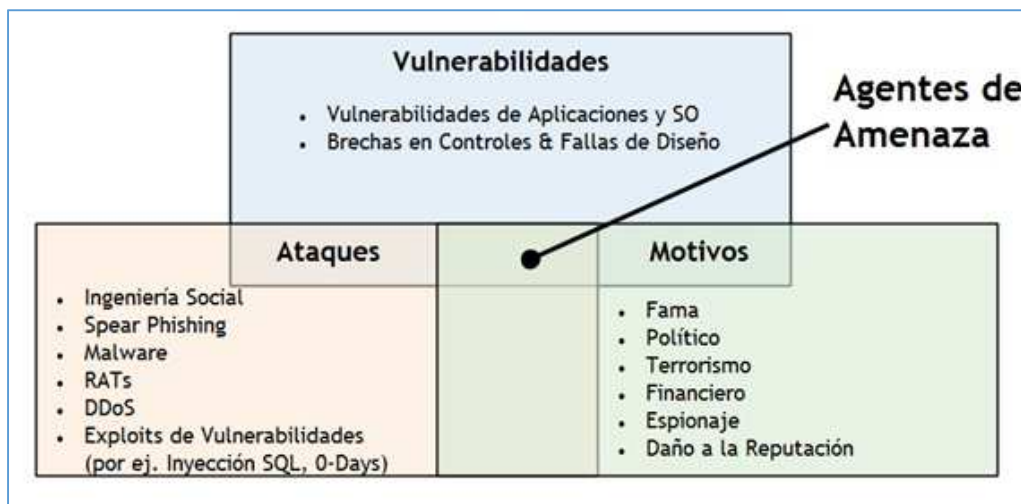 Vulnerabilidades
• Vulnerabilidades de Aplicaciones y SO
• Brechas en Controles & Fallas de Diseño
Agentes de
Amenaza
Ataques
• Ingeniería Social
• Spear Phishing
• Malware
• RATs
• DDoS
• Exploits de Vulnerabilidades
(por ej. Inyección SQL, 0-Days)
Motivos
• Fama
• Político
• Terrorismo
• Financiero
• Espionaje
• Daño a la Reputación